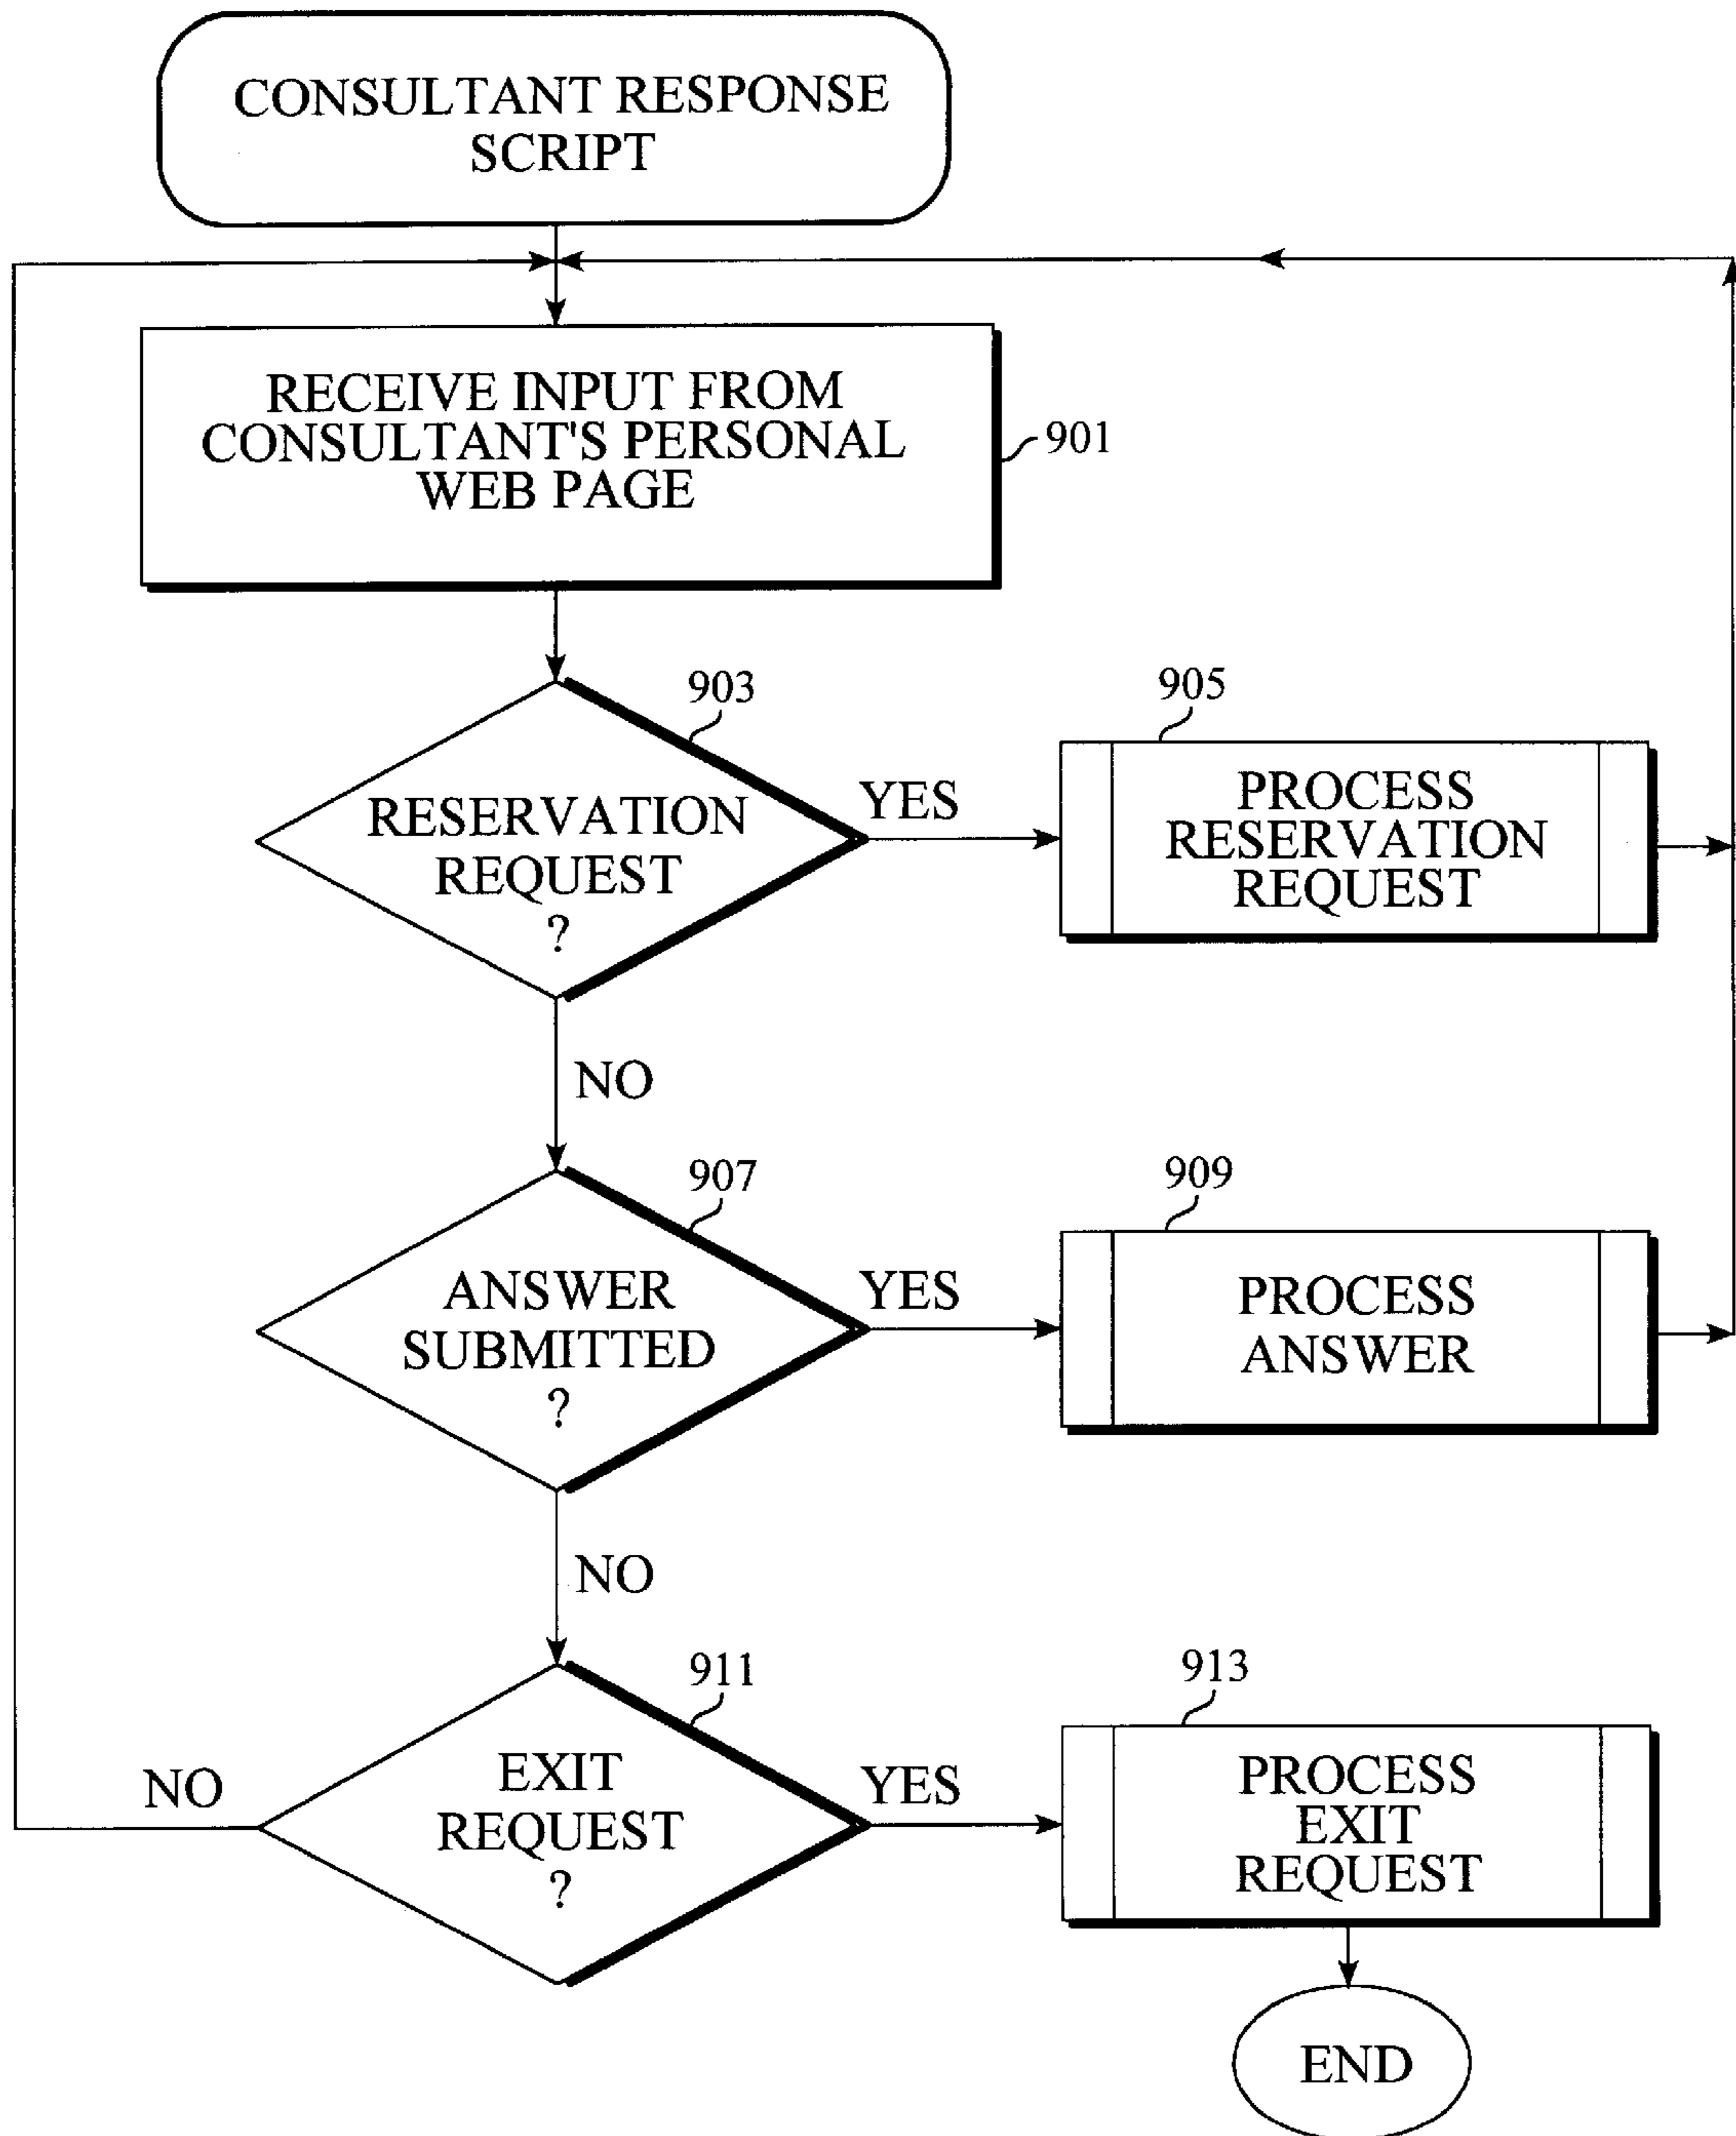 CONSULTANT RESPONSE
SCRIPT
RECEIVE INPUT FROM
CONSULTANT'S PERSONAL
WEB PAGE
901
903
RESERVATION
REQUEST
?
YES
905
PROCESS
RESERVATION
REQUEST
NO
907
ANSWER
SUBMITTED
?
YES
909
PROCESS
ANSWER
NO
911
EXIT
REQUEST
?
NO
YES
913
PROCESS
EXIT
REQUEST
END